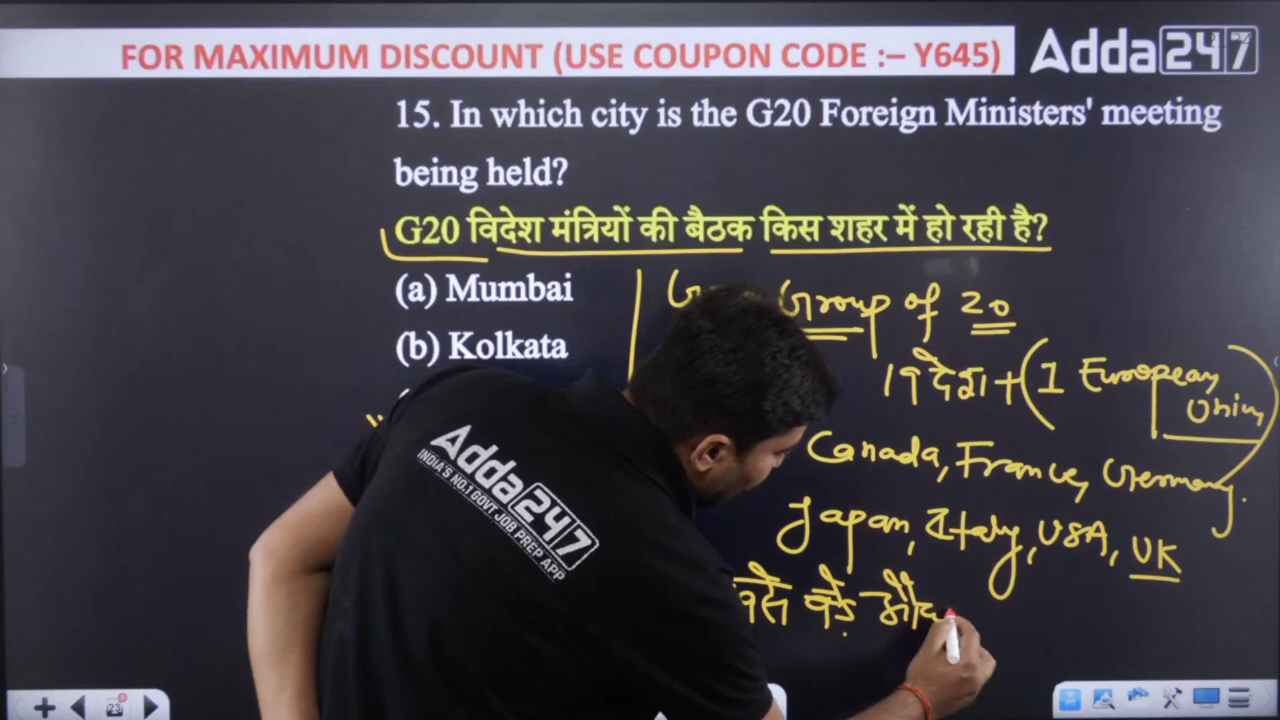 FOR MAXIMUM DISCOUNT (USE COUPON CODE :– Y645)
Adda247
15. In which city is the G20 Foreign Ministers' meeting
being held?
G20 विदेश मंत्रियों की बैठक किस शहर में हो रही है?
(a) Mumbai
(b) Kolkata
Group of 20
19 देश + (1 European
Union)
Canada, France, Germany.
Japan, Italy, USA, UK
Adda247
INDIA'S NO.1 GOVT JOB PREP APP
23